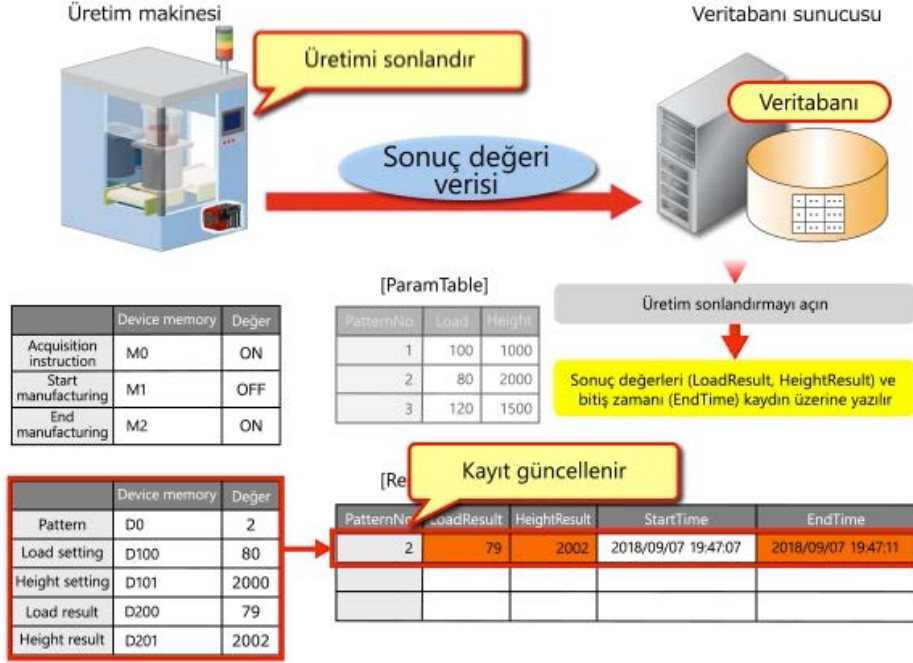 Üretim makinesi
Veritabanı sunucusu
Üretimi sonlandır
Veritabanı
Sonuç değeri
verisi
[ParamTable]
Üretim sonlandırmayı açın
Sonuç değerleri (LoadResult, HeightResult) ve
bitiş zamanı (EndTime) kaydın üzerine yazılır
Device memory Değer
Acquisition
instruction M0 ON
Start
manufacturing M1 OFF
End
manufacturing M2 ON
PatternNo Load Height
1 100 1000
2 80 2000
3 120 1500
Kayıt güncellenir
[Re
Device memory Değer
Pattern D0 2
Load setting D100 80
Height setting D101 2000
Load result D200 79
Height result D201 2002
PatternNo LoadResult HeightResult StartTime EndTime
2 79 2002 2018/09/07 19:47:07 2018/09/07 19:47:11